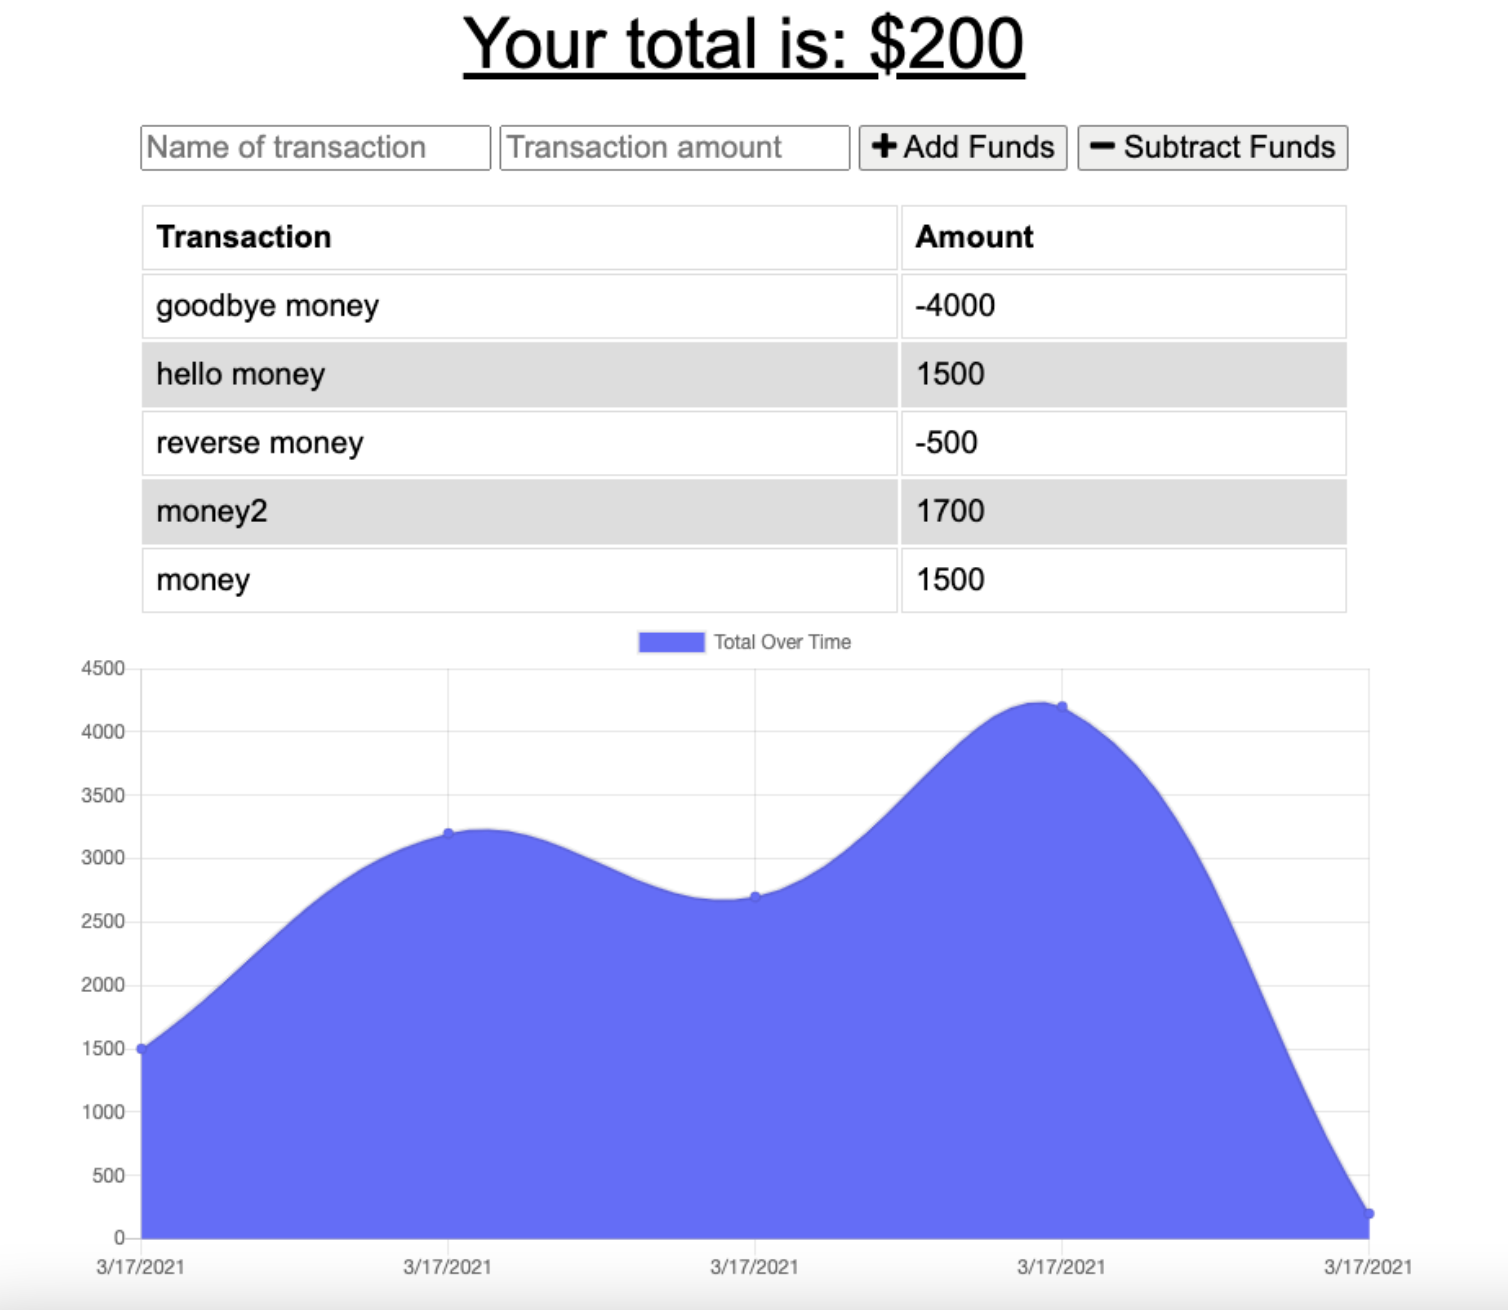 Your total is: $200
Name of transaction Transaction amount + Add Funds − Subtract Funds
Transaction Amount
goodbye money -4000
hello money 1500
reverse money -500
money2 1700
money 1500
Total Over Time
4500
4000
3500
3000
2500
2000
1500
1000
500
0
3/17/2021 3/17/2021 3/17/2021 3/17/2021 3/17/2021